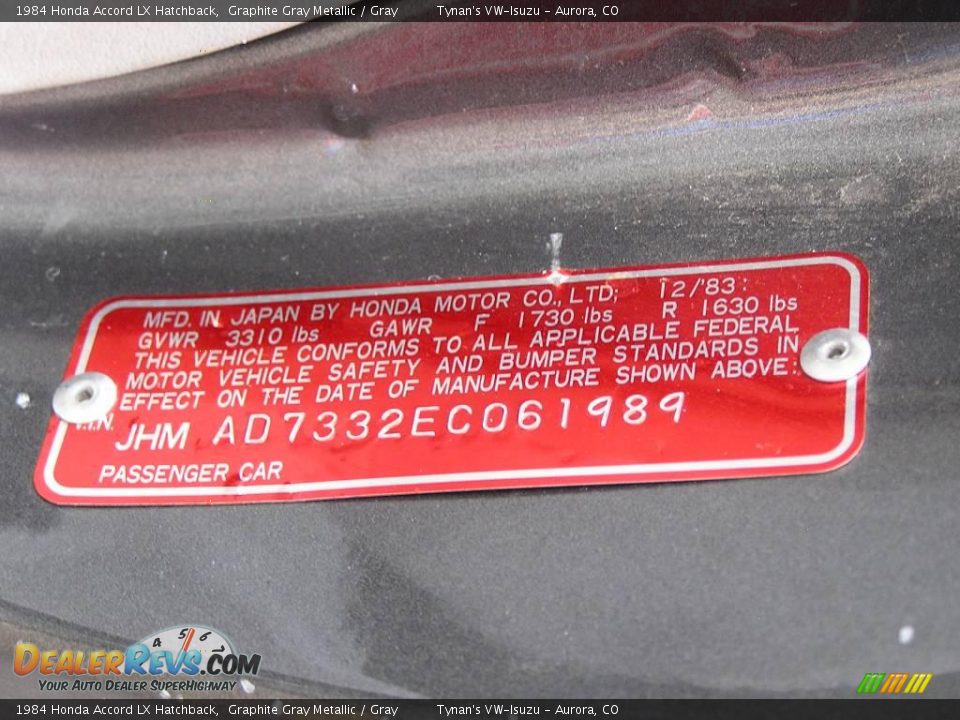 1984 Honda Accord LX Hatchback, Graphite Gray Metallic / Gray Tynan's VW-Isuzu - Aurora, CO
MFD. IN JAPAN BY HONDA MOTOR CO., LTD; 12/'83:
GVWR 3310 lbs GAWR F 1730 lbs R 1630 lbs
THIS VEHICLE CONFORMS TO ALL APPLICABLE FEDERAL
MOTOR VEHICLE SAFETY AND BUMPER STANDARDS IN
EFFECT ON THE DATE OF MANUFACTURE SHOWN ABOVE:
V.I.N.
JHM AD7332EC061989
PASSENGER CAR
4 5 6
DealerRevs.com
Your Auto Dealer SuperHighway
1984 Honda Accord LX Hatchback, Graphite Gray Metallic / Gray Tynan's VW-Isuzu - Aurora, CO